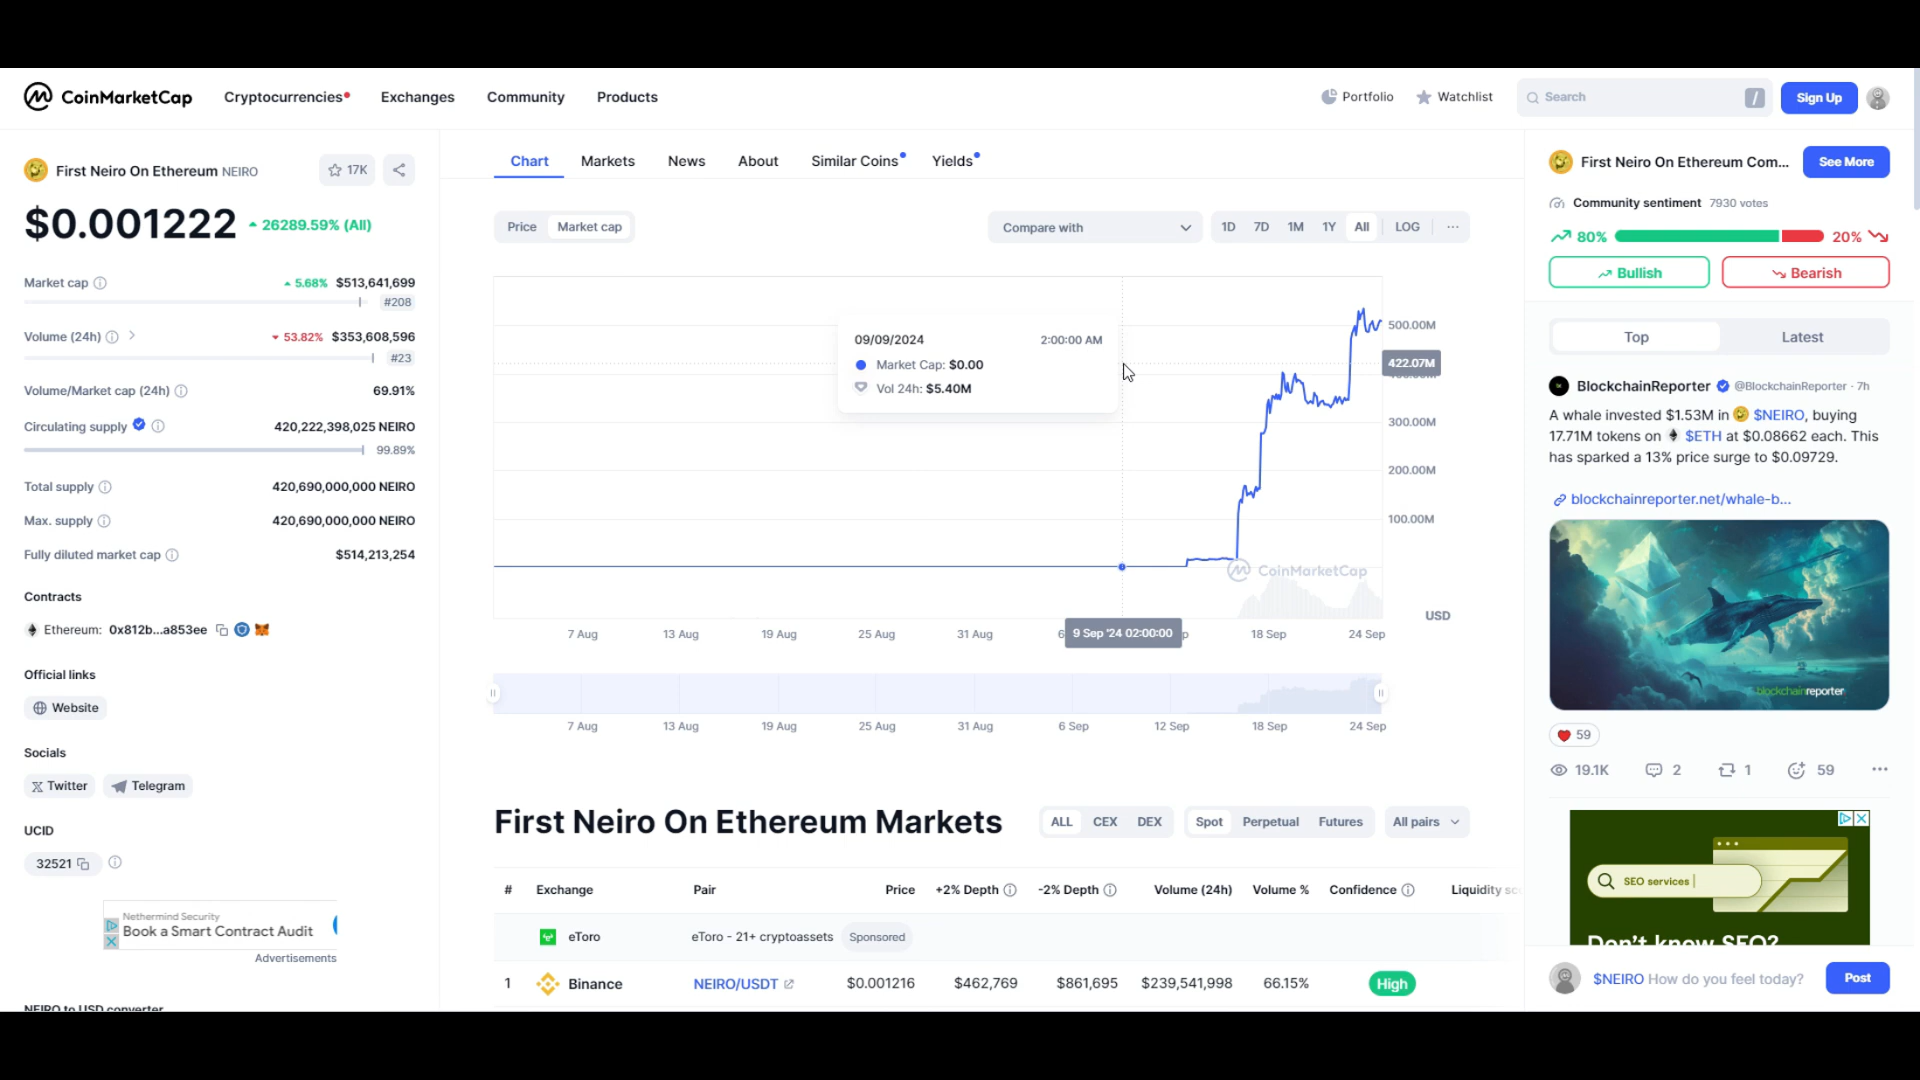 CoinMarketCap Cryptocurrencies Exchanges Community Products Portfolio Watchlist Search / Sign Up
First Neiro On Ethereum NEIRO 17K
$0.001222 26289.59% (All)
Market cap 5.68% $513,641,699
#208
Volume (24h) 53.82% $353,608,596
#23
Volume/Market cap (24h) 69.91%
Circulating supply 420,222,398,025 NEIRO
99.89%
Total supply 420,690,000,000 NEIRO
Max. supply 420,690,000,000 NEIRO
Fully diluted market cap $514,213,254
Contracts
Ethereum: 0x812b...a853ee
Official links
Website
Socials
Twitter Telegram
UCID
32521
Nethermind Security
Book a Smart Contract Audit
Advertisements
NEIRO to USD converter
Chart Markets News About Similar Coins Yields
Price Market cap Compare with 1D 7D 1M 1Y All LOG ...
09/09/2024 2:00:00 AM
Market Cap: $0.00
Vol 24h: $5.40M
500.00M
422.07M
300.00M
200.00M
100.00M
CoinMarketCap
USD
7 Aug 13 Aug 19 Aug 25 Aug 31 Aug 9 Sep '24 02:00:00 18 Sep 24 Sep
7 Aug 13 Aug 19 Aug 25 Aug 31 Aug 6 Sep 12 Sep 18 Sep 24 Sep
First Neiro On Ethereum Markets ALL CEX DEX Spot Perpetual Futures All pairs
# Exchange Pair Price +2% Depth -2% Depth Volume (24h) Volume % Confidence Liquidity sc
eToro eToro - 21+ cryptoassets Sponsored
1 Binance NEIRO/USDT $0.001216 $462,769 $861,695 $239,541,998 66.15% High
First Neiro On Ethereum Com... See More
Community sentiment 7930 votes
80% 20%
Bullish Bearish
Top Latest
BlockchainReporter @BlockchainReporter · 7h
A whale invested $1.53M in $NEIRO, buying
17.71M tokens on $ETH at $0.08662 each. This
has sparked a 13% price surge to $0.09729.
blockchainreporter.net/whale-b...
blockchainreporter
59
19.1K 2 1 59 ...
SEO services
Don't know SEO?
$NEIRO How do you feel today? Post